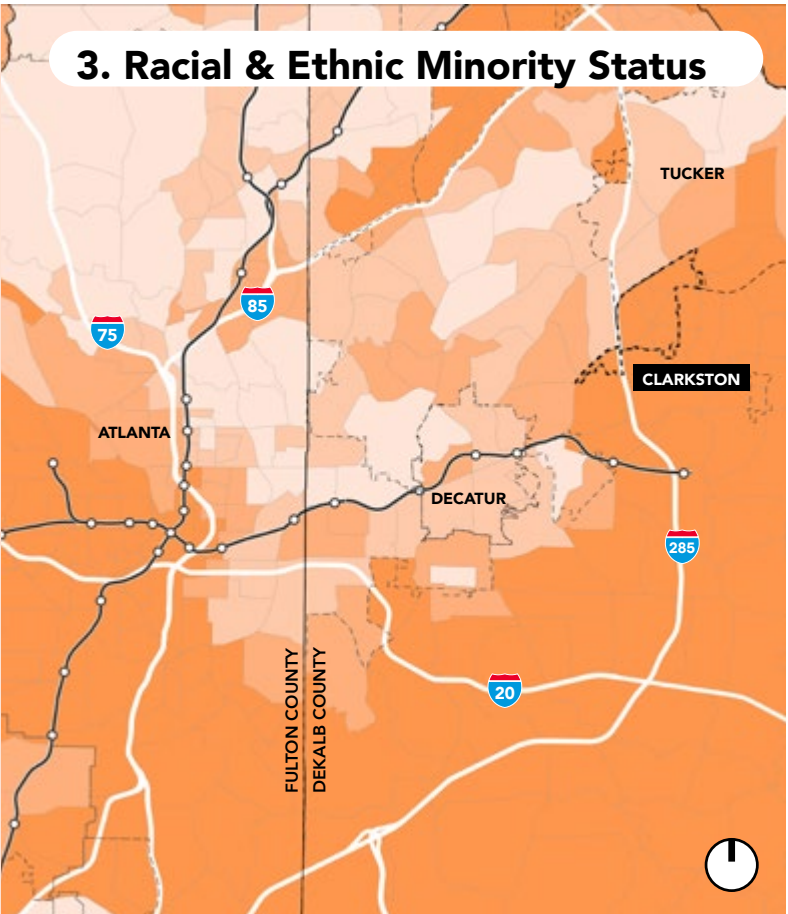 3. Racial & Ethnic Minority Status
TUCKER
85
75
CLARKSTON
ATLANTA
DECATUR
285
FULTON COUNTY
DEKALB COUNTY
20